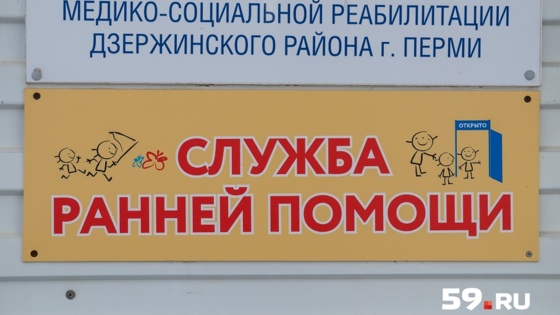 МЕДИКО-СОЦИАЛЬНОЙ РЕАБИЛИТАЦИИ
ДЗЕРЖИНСКОГО РАЙОНА г. ПЕРМИ
ОТКРЫТО
СЛУЖБА
РАННЕЙ ПОМОЩИ
59.RU